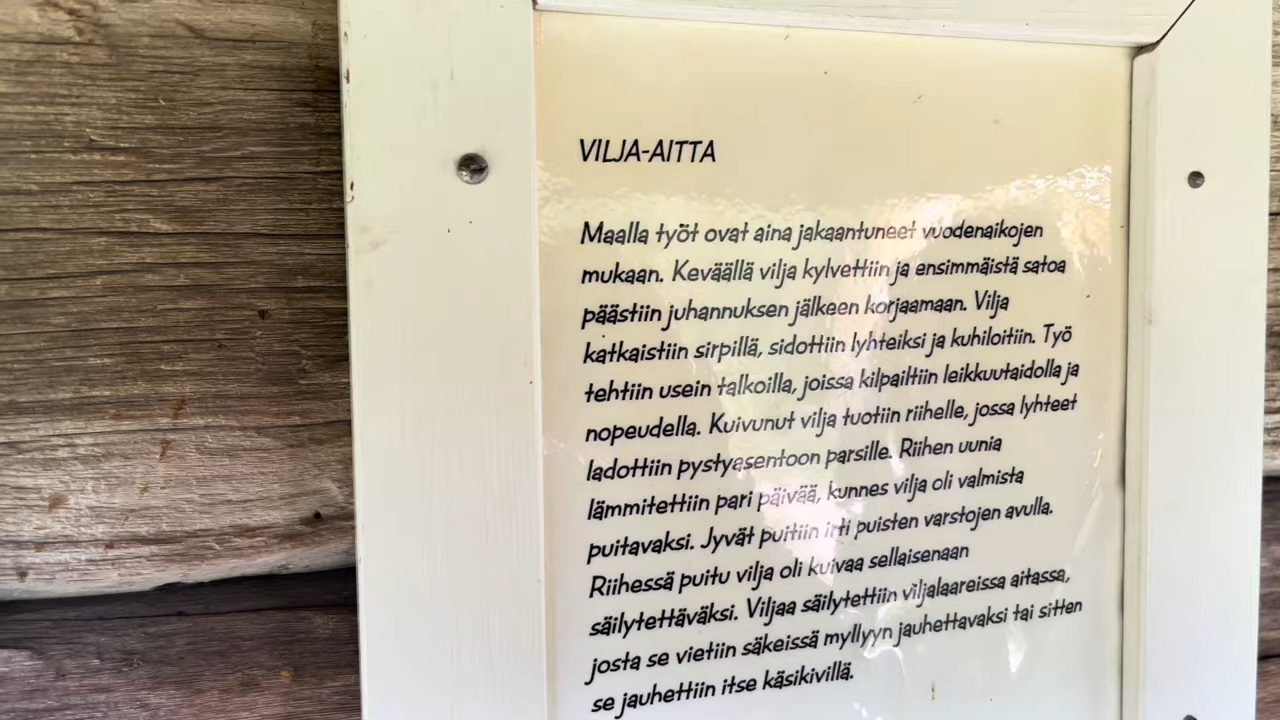 VILJA-AITTA
Maalla työt ovat aina jakaantuneet vuodenaikojen
mukaan. Keväällä vilja kylvettiin ja ensimmäistä satoa
päästiin juhannuksen jälkeen korjaamaan. Vilja
katkaistiin sirpillä, sidottiin lyhteiksi ja kuhiloitiin. Työ
tehtiin usein talkoilla, joissa kilpailtiin leikkuutaidolla ja
nopeudella. Kuivunut vilja tuotiin riihelle, jossa lyhteet
ladottiin pystyasentoon parsille. Riihen uunia
lämmitettiin pari päivää, kunnes vilja oli valmista
puitavaksi. Jyvät puitiin irti puisten varstojen avulla.
Riihessä puitu vilja oli kuivaa sellaisenaan
säilytettäväksi. Viljaa säilytettiin viljalaareissa aitassa,
josta se vietiin säkeissä myllyyn jauhettavaksi tai sitten
se jauhettiin itse käsikivillä.